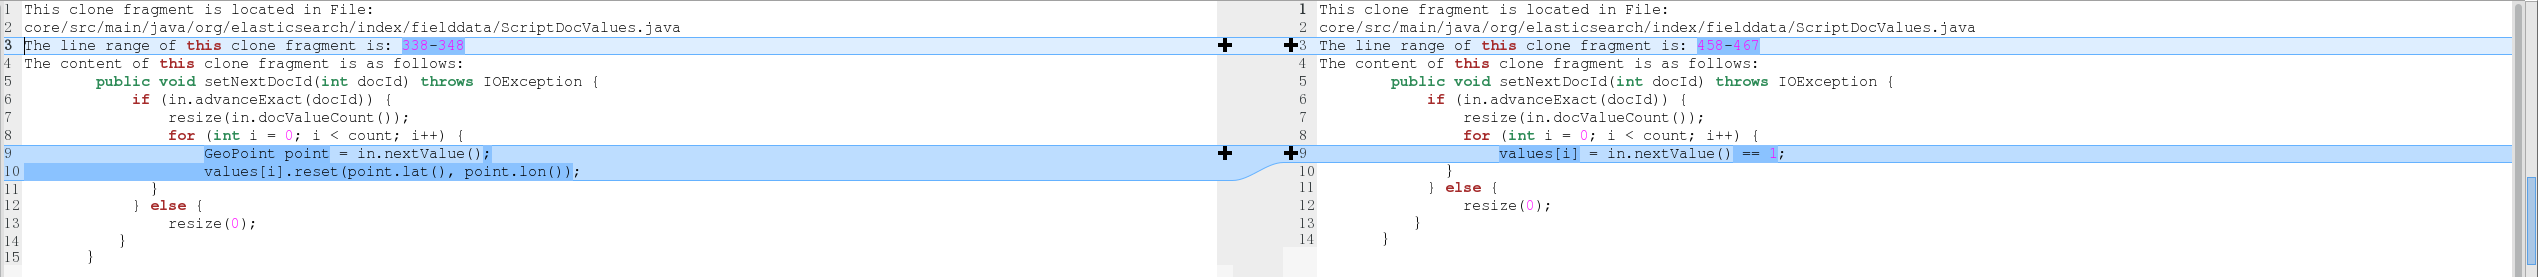 1 This clone fragment is located in File:
2 core/src/main/java/org/elasticsearch/index/fielddata/ScriptDocValues.java
3 The line range of this clone fragment is: 338-348
4 The content of this clone fragment is as follows:
5         public void setNextDocId(int docId) throws IOException {
6             if (in.advanceExact(docId)) {
7                 resize(in.docValueCount());
8                 for (int i = 0; i < count; i++) {
9                     GeoPoint point = in.nextValue();
10                     values[i].reset(point.lat(), point.lon());
11                 }
12             } else {
13                 resize(0);
14             }
15         }
1 This clone fragment is located in File:
2 core/src/main/java/org/elasticsearch/index/fielddata/ScriptDocValues.java
3 The line range of this clone fragment is: 458-467
4 The content of this clone fragment is as follows:
5         public void setNextDocId(int docId) throws IOException {
6             if (in.advanceExact(docId)) {
7                 resize(in.docValueCount());
8                 for (int i = 0; i < count; i++) {
9                     values[i] = in.nextValue() == 1;
10                 }
11             } else {
12                 resize(0);
13             }
14         }